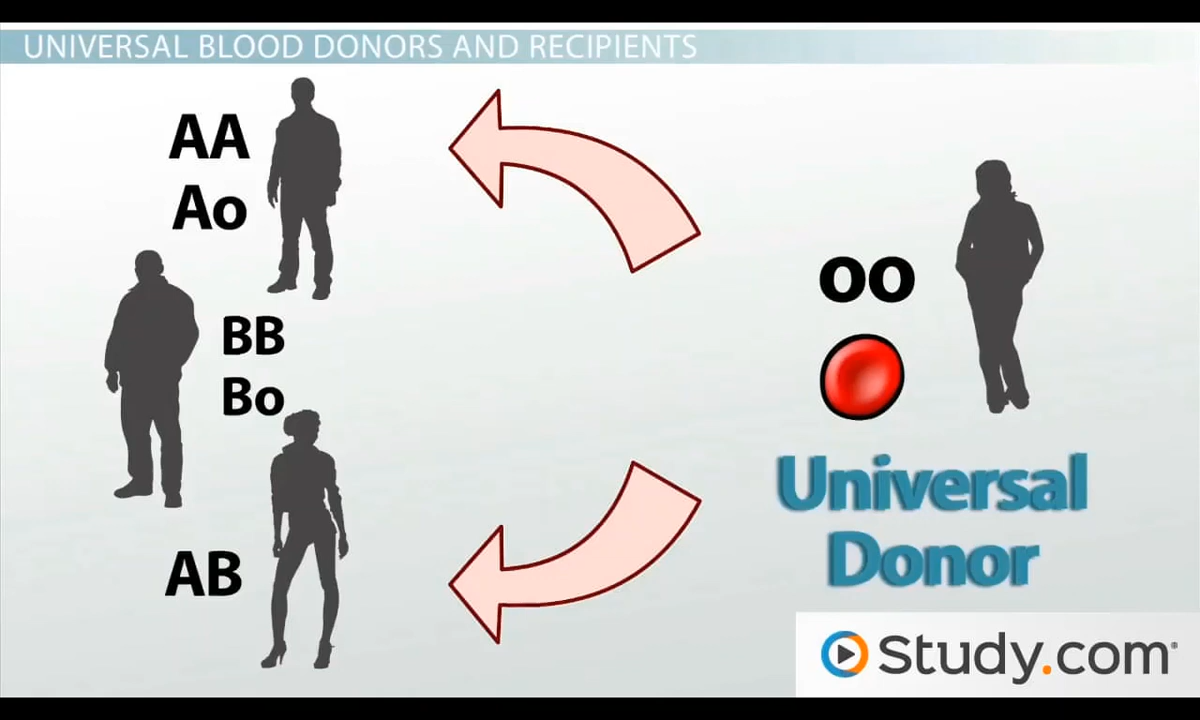 UNIVERSAL BLOOD DONORS AND RECIPIENTS
AA
Ao
BB
Bo
AB
oo
Universal
Donor
Study.com®